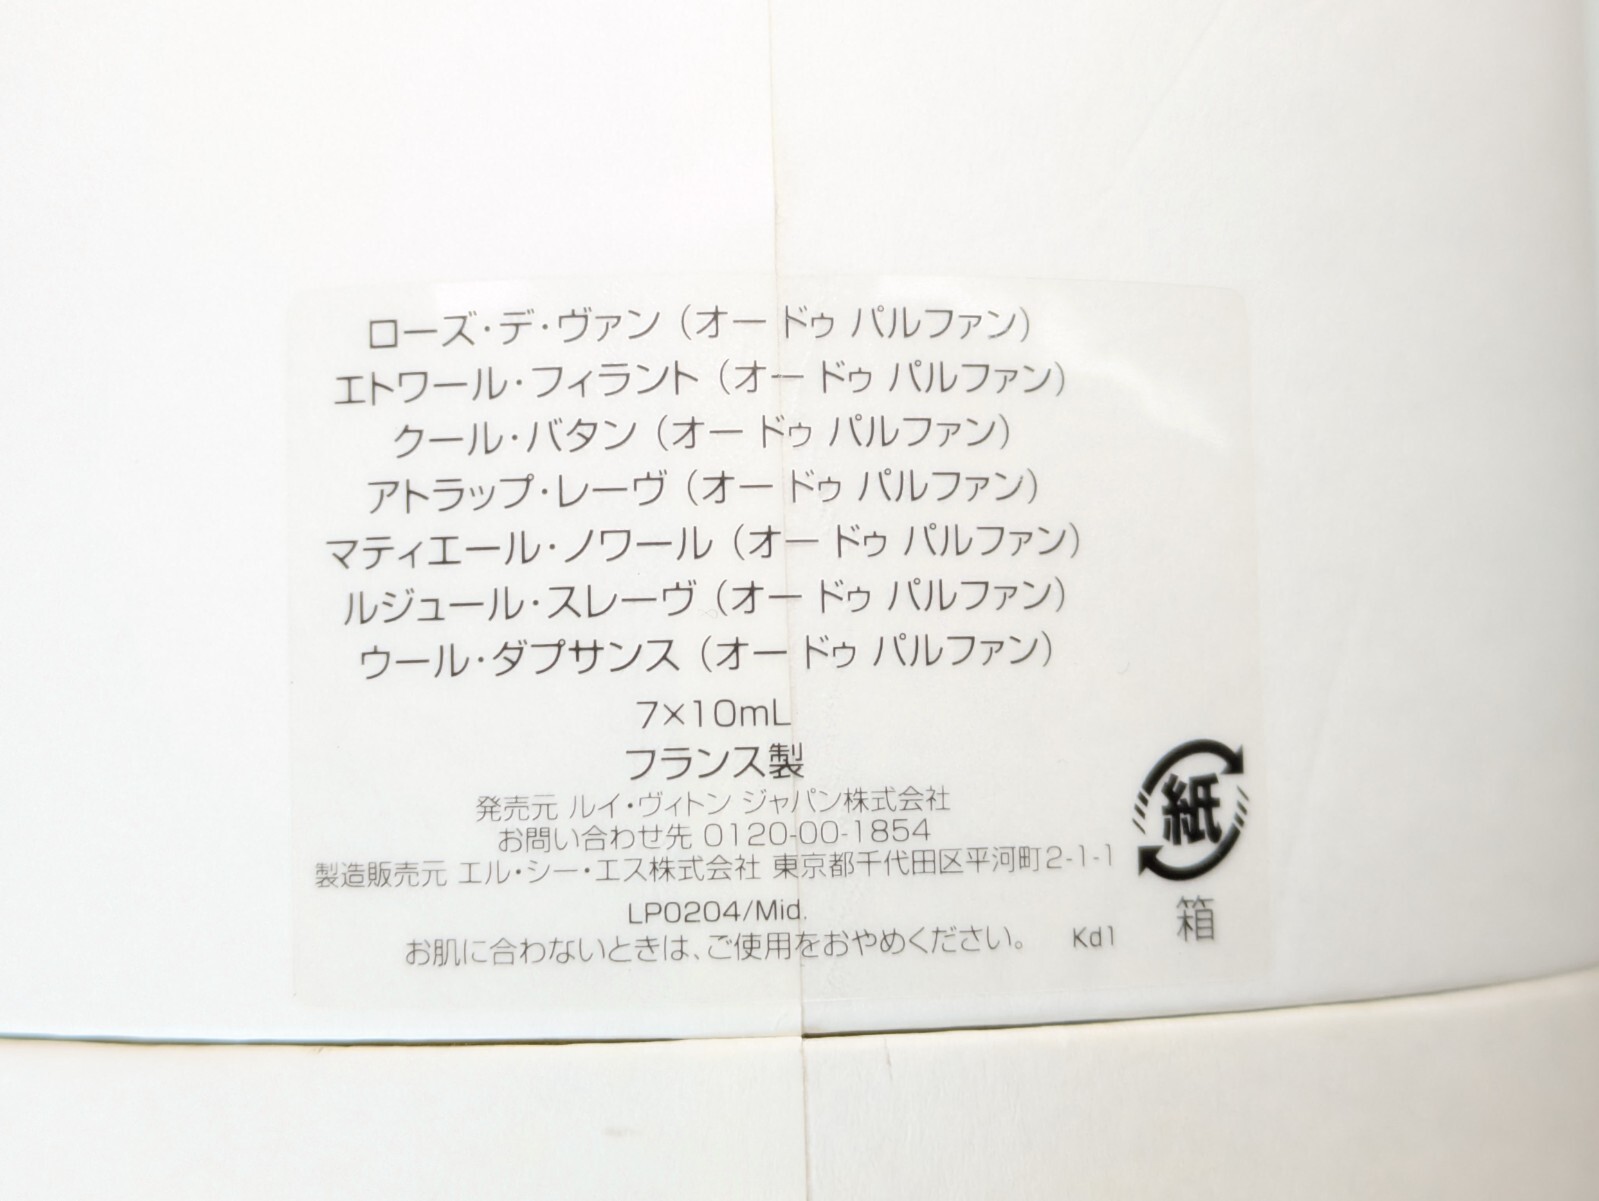 ローズ・デ・ヴァン (オー ドゥ パルファン)
エトワール・フィラント (オー ドゥ パルファン)
クール・バタン (オー ドゥ パルファン)
アトラップ・レーヴ (オー ドゥ パルファン)
マティエール・ノワール (オー ドゥ パルファン)
ルジュール・スレーヴ (オー ドゥ パルファン)
ウール・ダプサンス (オー ドゥ パルファン)
7×10mL
フランス製
発売元 ルイ・ヴィトン ジャパン株式会社
お問い合わせ先 0120-00-1854
製造販売元 エル・シー・エス株式会社 東京都千代田区平河町2-1-1
LP0204/Mid.
お肌に合わないときは、ご使用をおやめください。 Kd1
紙
箱